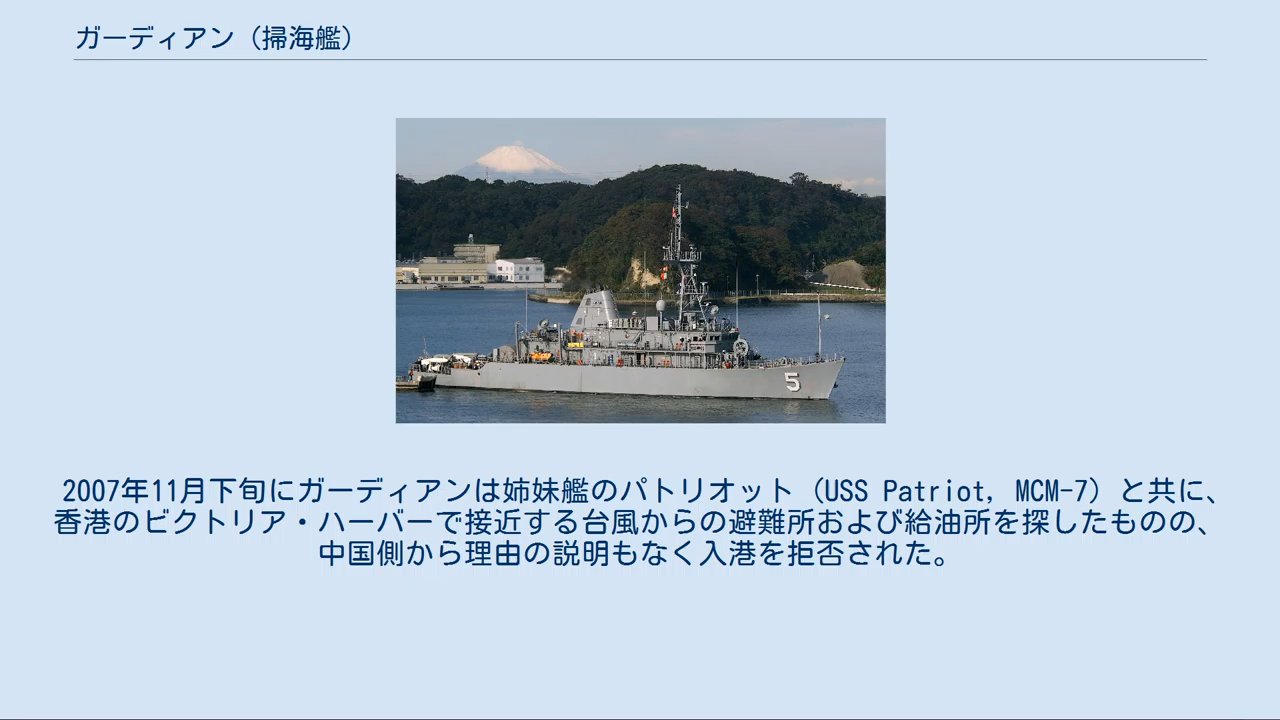 ガーディアン（掃海艦）
5
2007年11月下旬にガーディアンは姉妹艦のパトリオット（USS Patriot, MCM-7）と共に、
香港のビクトリア・ハーバーで接近する台風からの避難所および給油所を探したものの、
中国側から理由の説明もなく入港を拒否された。